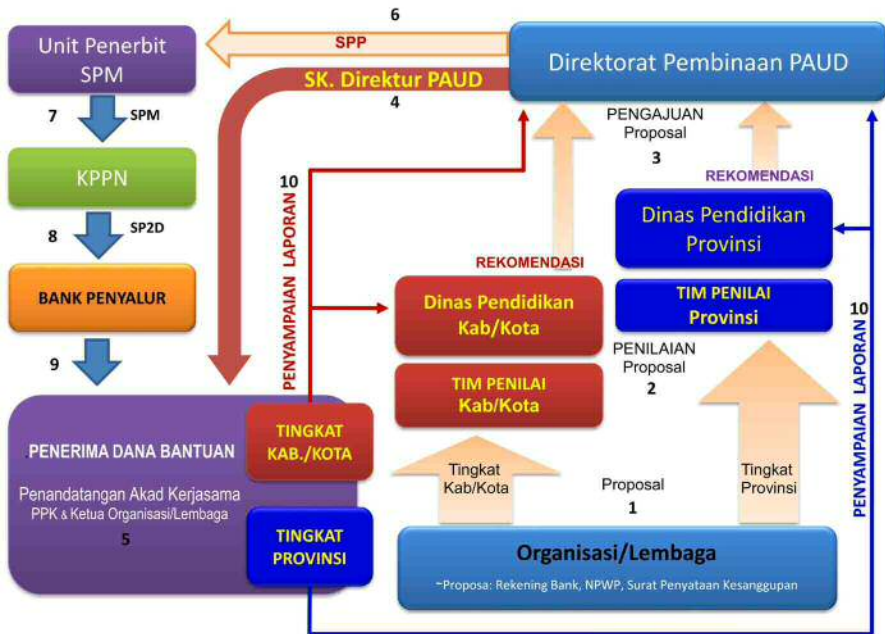 6
Unit Penerbit
SPM
SPP
Direktorat Pembinaan PAUD
SK. Direktur PAUD
4
7
SPM
PENGAJUAN
Proposal
3
KPPN
10
REKOMENDASI
Dinas Pendidikan
Provinsi
8
SP2D
REKOMENDASI
BANK PENYALUR
Dinas Pendidikan
Kab/Kota
TIM PENILAI
Provinsi
10
PENYAMPAIAN LAPORAN
9
PENILAIAN
Proposal
2
TIM PENILAI
Kab/Kota
PENYAMPAIAN LAPORAN
.PENERIMA DANA BANTUAN
TINGKAT
KAB./KOTA
Penandatangan Akad Kerjasama
PPK & Ketua Organisasi/Lembaga
5
TINGKAT
PROVINSI
Tingkat
Kab/Kota
Proposal
1
Tingkat
Provinsi
Organisasi/Lembaga
~Proposa: Rekening Bank, NPWP, Surat Penyataan Kesanggupan